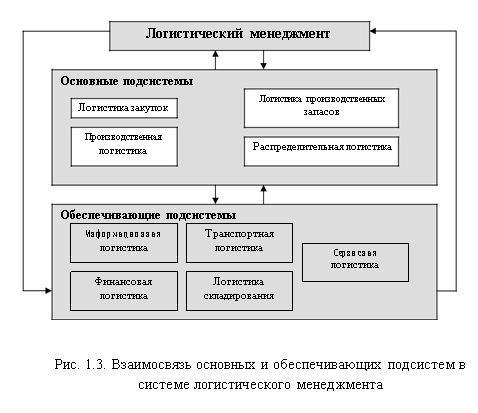 Логистический менеджмент
Основные подсистемы
Логистика закупок
Логистика производственных
запасов
Производственная
логистика
Распределительная логистика
Обеспечивающие подсистемы
Информационная
логистика
Транспортная
логистика
Сервисная
логистика
Финансовая
логистика
Логистика
складирования
Рис. 1.3. Взаимосвязь основных и обеспечивающих подсистем в
системе логистического менеджмента